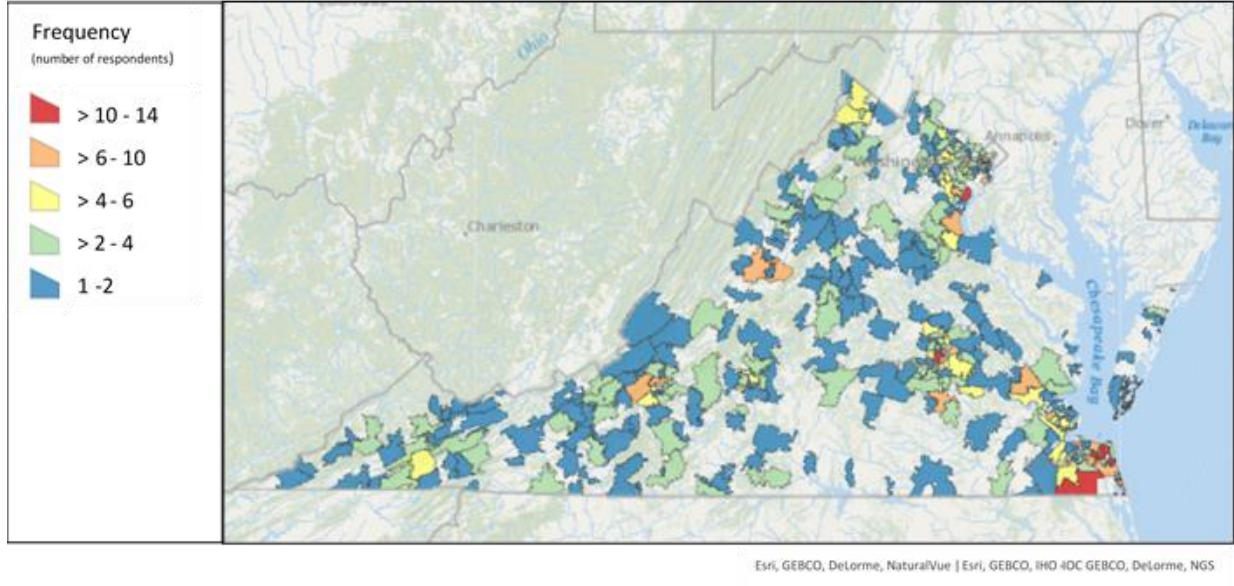 Frequency
(number of respondents)
> 10 - 14
> 6 - 10
> 4 - 6
> 2 - 4
1 -2
Ohio
Annapolis
Dover
Delaware
Bay
Washington
Charleston
Chesapeake Bay
Esri, GEBCO, DeLorme, NaturalVue | Esri, GEBCO, IHO-IOC GEBCO, DeLorme, NGS